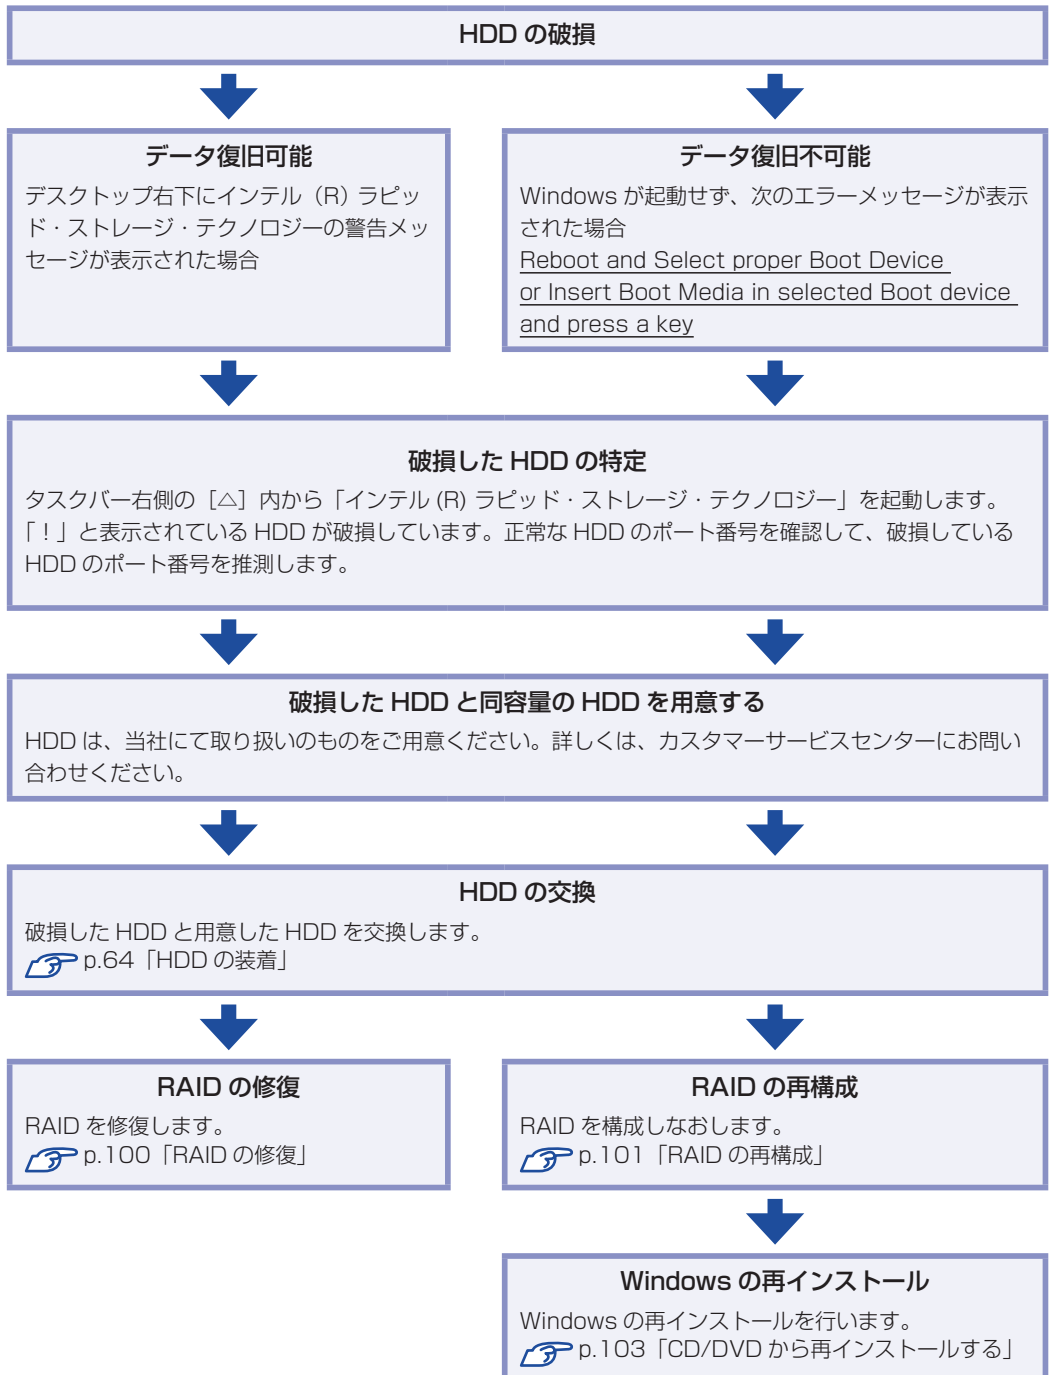 HDD の破損
データ復旧可能
デスクトップ右下にインテル（R）ラピッ
ド・ストレージ・テクノロジーの警告メッ
セージが表示された場合
データ復旧不可能
Windows が起動せず、次のエラーメッセージが表示
された場合
Reboot and Select proper Boot Device
or Insert Boot Media in selected Boot device
and press a key
破損した HDD の特定
タスクバー右側の［△］内から「インテル (R) ラピッド・ストレージ・テクノロジー」を起動します。
「！」と表示されている HDD が破損しています。正常な HDD のポート番号を確認して、破損している
HDD のポート番号を推測します。
破損した HDD と同容量の HDD を用意する
HDD は、当社にて取り扱いのものをご用意ください。詳しくは、カスタマーサービスセンターにお問い
合わせください。
HDD の交換
破損した HDD と用意した HDD を交換します。
p.64「HDD の装着」
RAID の修復
RAID を修復します。
p.100「RAID の修復」
RAID の再構成
RAID を構成しなおします。
p.101「RAID の再構成」
Windows の再インストール
Windows の再インストールを行います。
p.103「CD/DVD から再インストールする」